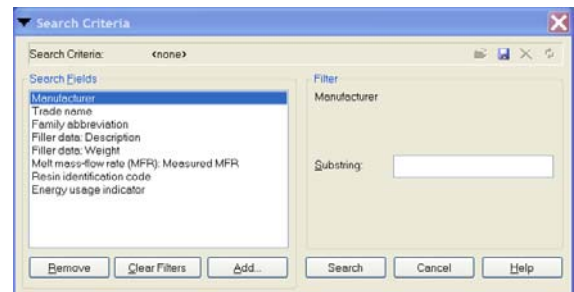 Search Criteria
Search Criteria: <none>
Search Fields
Manufacturer
Trade name
Family abbreviation
Filler data: Description
Filler data: Weight
Melt mass-flow rate (MFR): Measured MFR
Resin identification code
Energy usage indicator
Remove Clear Filters Add...
Filter
Manufacturer
Substring:
Search Cancel Help